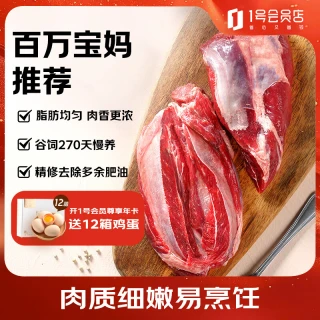 1号会员店
百万宝妈
推荐
脂肪均匀 肉香更浓
谷饲270天慢养
精修去除多余肥油
12箱
开1号会员尊享年卡
送12箱鸡蛋
肉质细嫩易烹饪